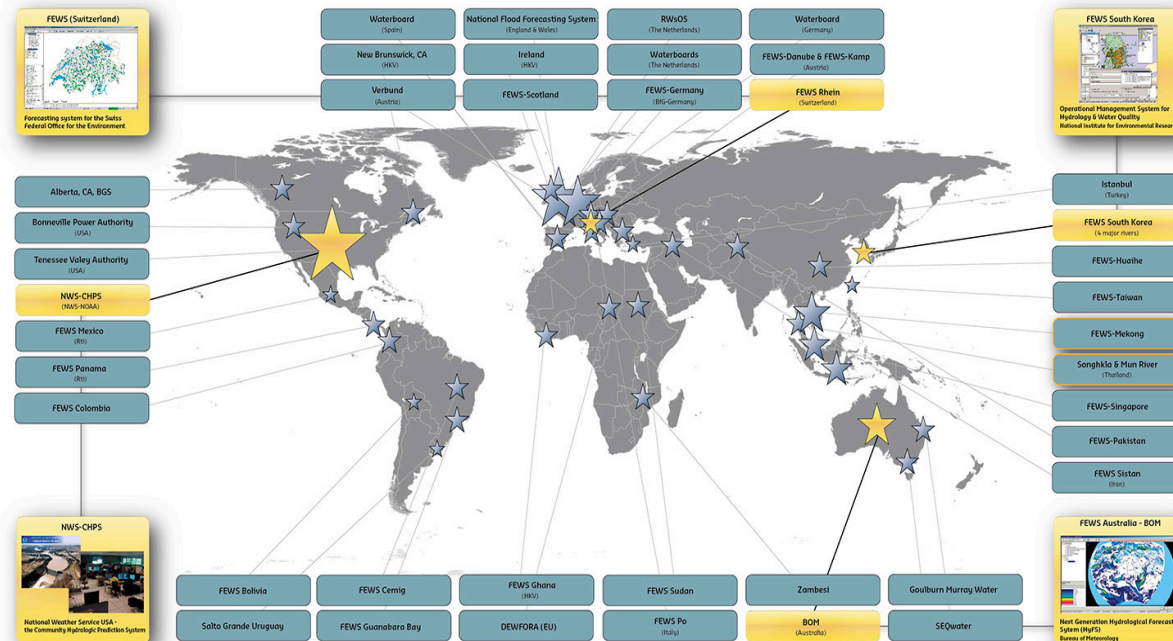 FEWS (Switzerland)
Forecasting system for the Swiss
Federal Office for the Environment
Waterboard
(Spain)
National Flood Forecasting System
(England & Wales)
RWsOS
(The Netherlands)
Waterboard
(Germany)
New Brunswick, CA
(HKV)
Ireland
(HKV)
Waterboards
(The Netherlands)
FEWS-Danube & FEWS-Kamp
(Austria)
Verbund
(Austria)
FEWS-Scotland
FEWS-Germany
(BfG-Germany)
FEWS Rhein
(Switzerland)
FEWS South Korea
Operational Management System for
Hydrology & Water Quality
National Institute for Environmental Resear
Alberta, CA, BGS
Bonneville Power Authority
(USA)
Tenessee Valey Authority
(USA)
NWS-CHPS
(NWS-NOAA)
FEWS Mexico
(Rti)
FEWS Panama
(Rti)
FEWS Colombia
Istanbul
(Turkey)
FEWS South Korea
(4 major rivers)
FEWS-Huaihe
FEWS-Taiwan
FEWS-Mekong
Songhkla & Mun River
(Thailand)
FEWS-Singapore
FEWS-Pakistan
FEWS Sistan
(Iran)
NWS-CHPS
National Weather Service USA -
the Community Hydrologic Prediction System
FEWS Bolivia
FEWS Cemig
FEWS Ghana
(HKV)
FEWS Sudan
Zambesi
Goulburn Murray Water
Salto Grande Uruguay
FEWS Guanabara Bay
DEWFORA (EU)
FEWS Po
(Italy)
BOM
(Australia)
SEQwater
FEWS Australia - BOM
Next Generation Hydrological Forecas
Sytem (HyFS)
Bureau of Meteorology